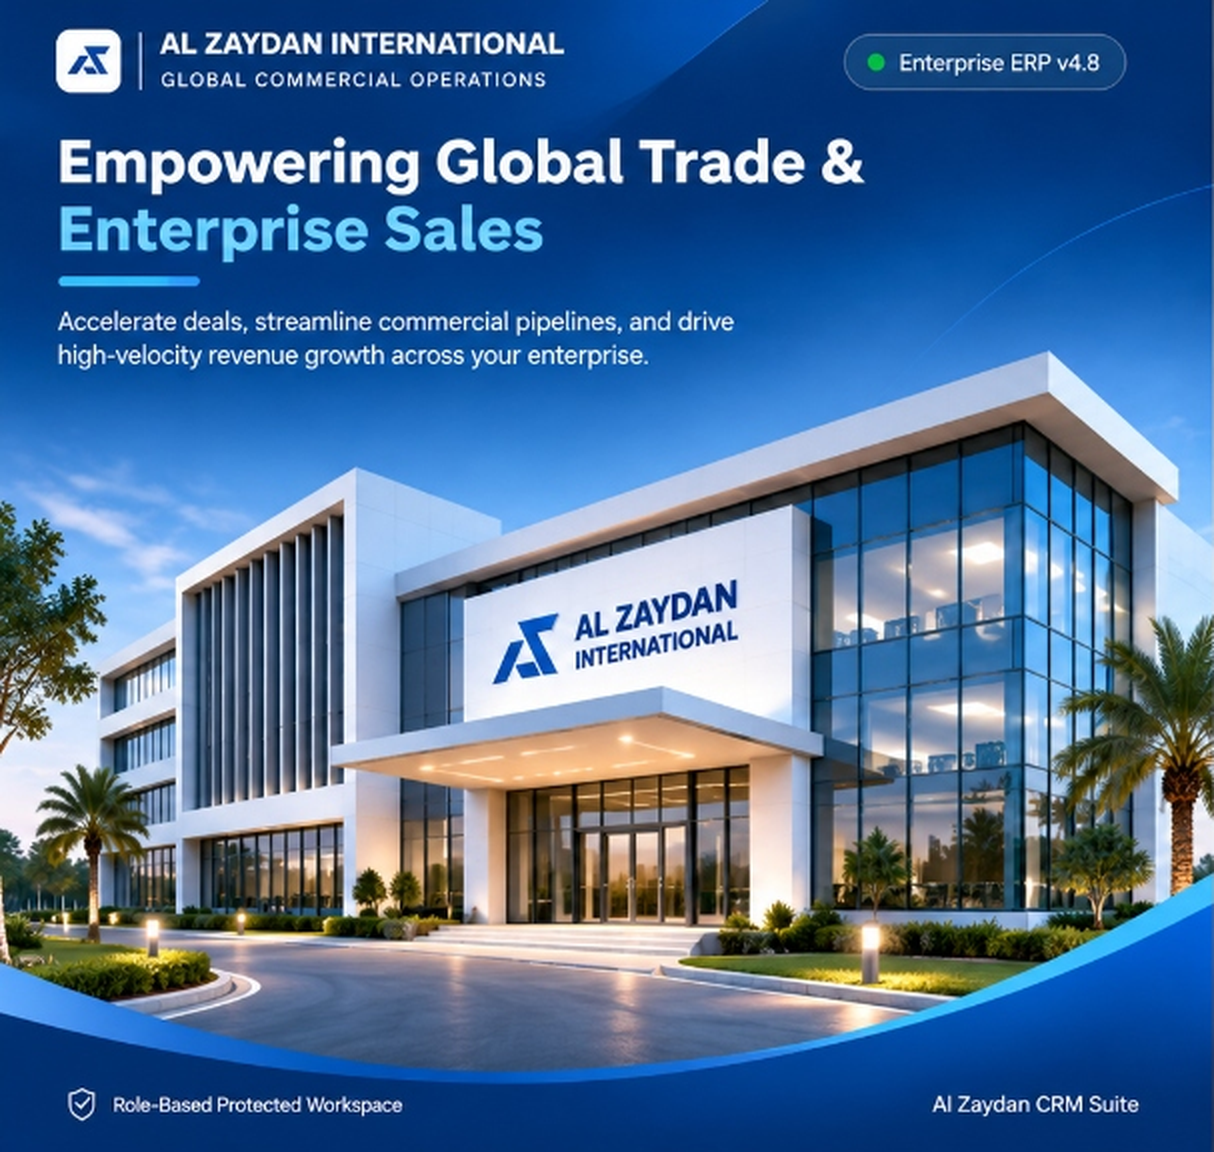 AL ZAYDAN INTERNATIONAL
GLOBAL COMMERCIAL OPERATIONS
Enterprise ERP v4.8
Empowering Global Trade &
Enterprise Sales
Accelerate deals, streamline commercial pipelines, and drive
high-velocity revenue growth across your enterprise.
AL ZAYDAN
INTERNATIONAL
Role-Based Protected Workspace
Al Zaydan CRM Suite